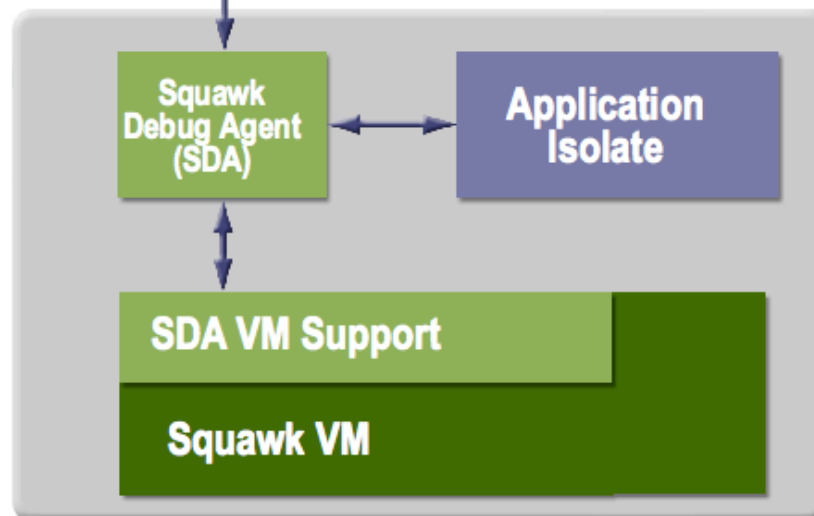 Squawk
Debug Agent
(SDA)
Application
Isolate
SDA VM Support
Squawk VM